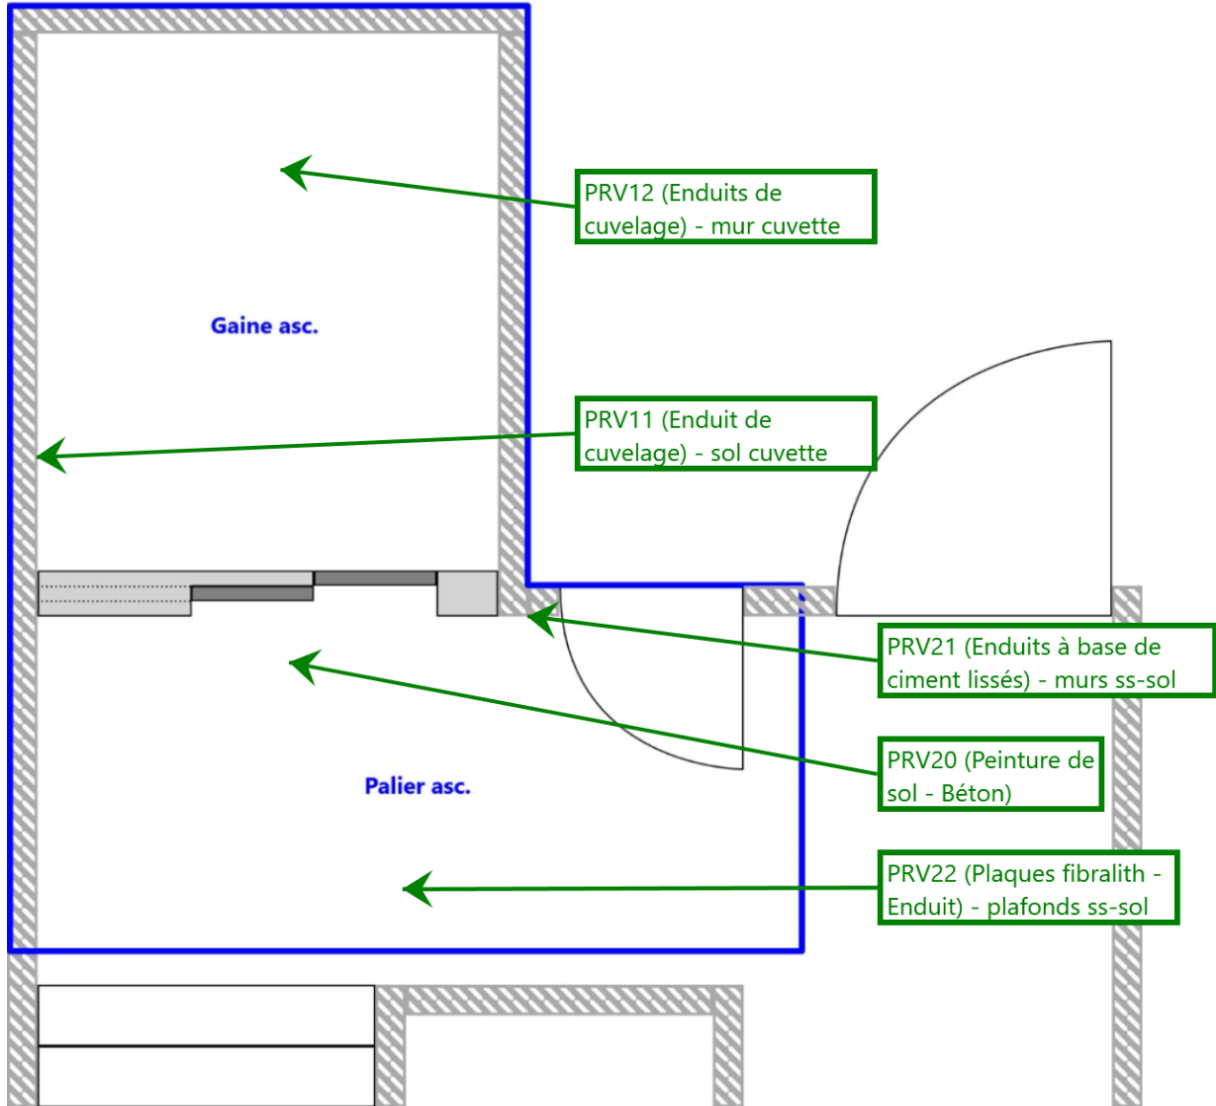 PRV12 (Enduits de
cuvelage) - mur cuvette
Gaine asc.
PRV11 (Enduit de
cuvelage) - sol cuvette
PRV21 (Enduits à base de
ciment lissés) - murs ss-sol
PRV20 (Peinture de
sol - Béton)
Palier asc.
PRV22 (Plaques fibralith -
Enduit) - plafonds ss-sol